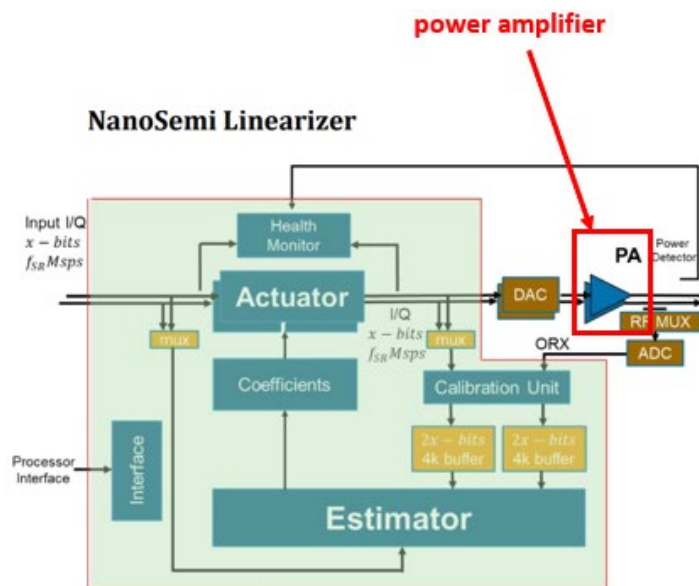 power amplifier
NanoSemi Linearizer
Input I/Q
x − bits
f_SR Msps
Health
Monitor
PA
Power
Detector
Actuator
DAC
RF MUX
mux
I/Q
x − bits
f_SR Msps
mux
ORX
ADC
Coefficients
Calibration Unit
2x − bits
4k buffer
2x − bits
4k buffer
Processor
Interface
Interface
Estimator